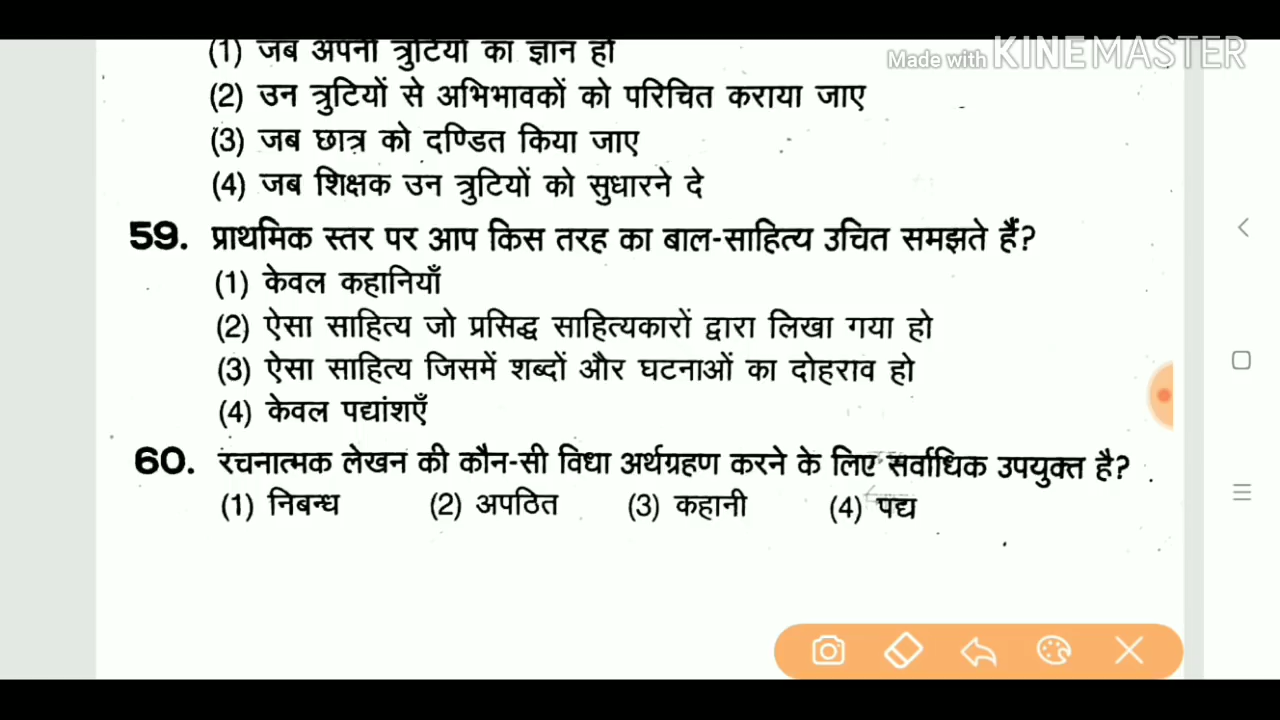 (1) जब अपनी त्रुटियों का ज्ञान हो
Made with KINEMASTER
(2) उन त्रुटियों से अभिभावकों को परिचित कराया जाए
(3) जब छात्र को दण्डित किया जाए
(4) जब शिक्षक उन त्रुटियों को सुधारने दे
59. प्राथमिक स्तर पर आप किस तरह का बाल-साहित्य उचित समझते हैं?
(1) केवल कहानियाँ
(2) ऐसा साहित्य जो प्रसिद्ध साहित्यकारों द्वारा लिखा गया हो
(3) ऐसा साहित्य जिसमें शब्दों और घटनाओं का दोहराव हो
(4) केवल पद्यांशएँ
60. रचनात्मक लेखन की कौन-सी विधा अर्थग्रहण करने के लिए सर्वाधिक उपयुक्त है?
(1) निबन्ध (2) अपठित (3) कहानी (4) पद्य